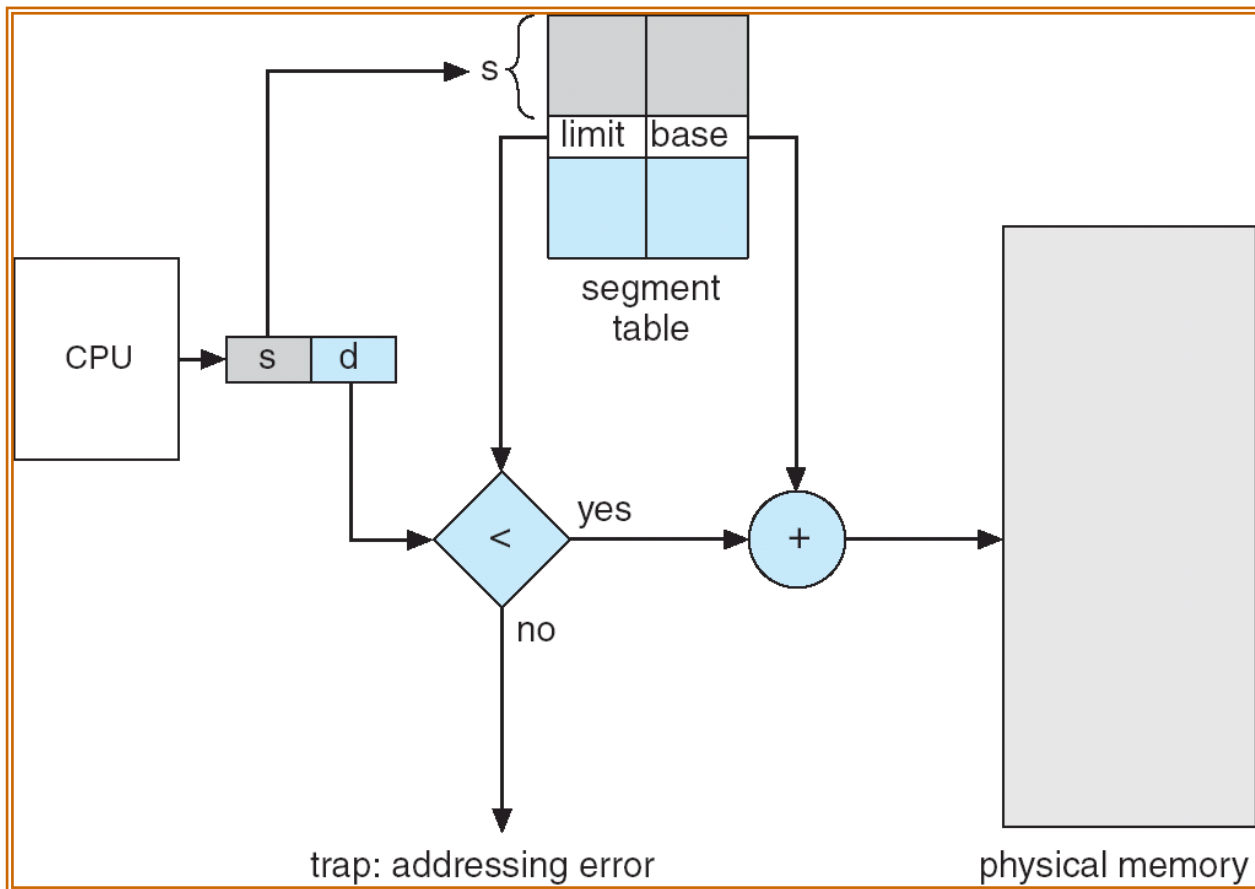 s
limit
base
segment
table
CPU
s
d
<
yes
+
no
trap: addressing error
physical memory